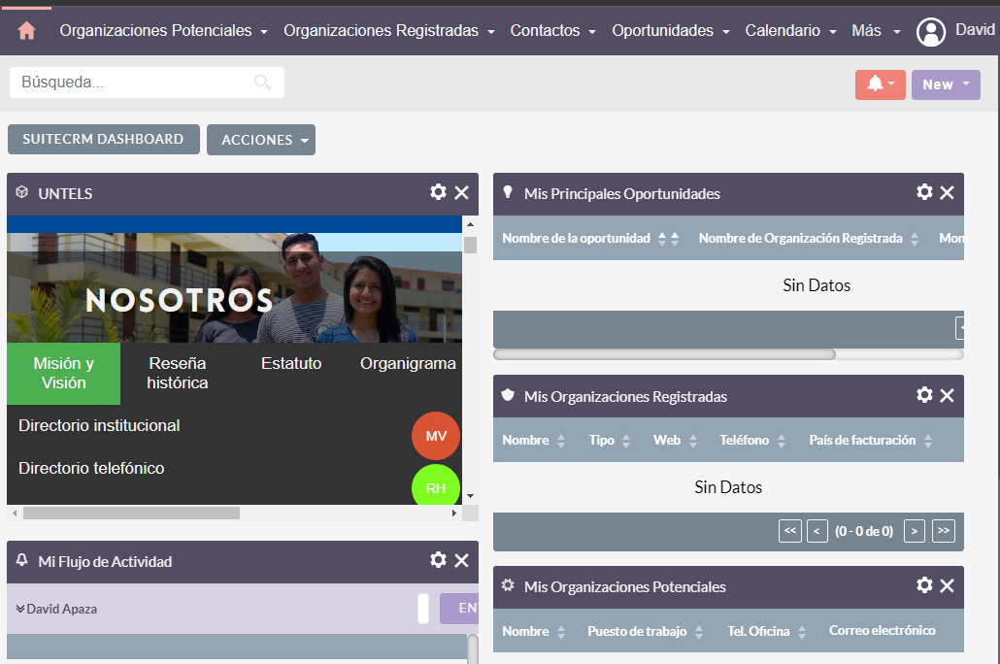 Organizaciones Potenciales Organizaciones Registradas Contactos Oportunidades Calendario Más David
Búsqueda... New
SUITECRM DASHBOARD ACCIONES
UNTELS
NOSOTROS
Misión y Visión
Reseña histórica
Estatuto
Organigrama
Directorio institucional
MV
Directorio telefónico
RH
Mi Flujo de Actividad
David Apaza
Mis Principales Oportunidades
Nombre de la oportunidad Nombre de Organización Registrada
Sin Datos
Mis Organizaciones Registradas
Nombre Tipo Web Teléfono País de facturación
Sin Datos
<< < (0 - 0 de 0) > >>
Mis Organizaciones Potenciales
Nombre Puesto de trabajo Tel. Oficina Correo electrónico